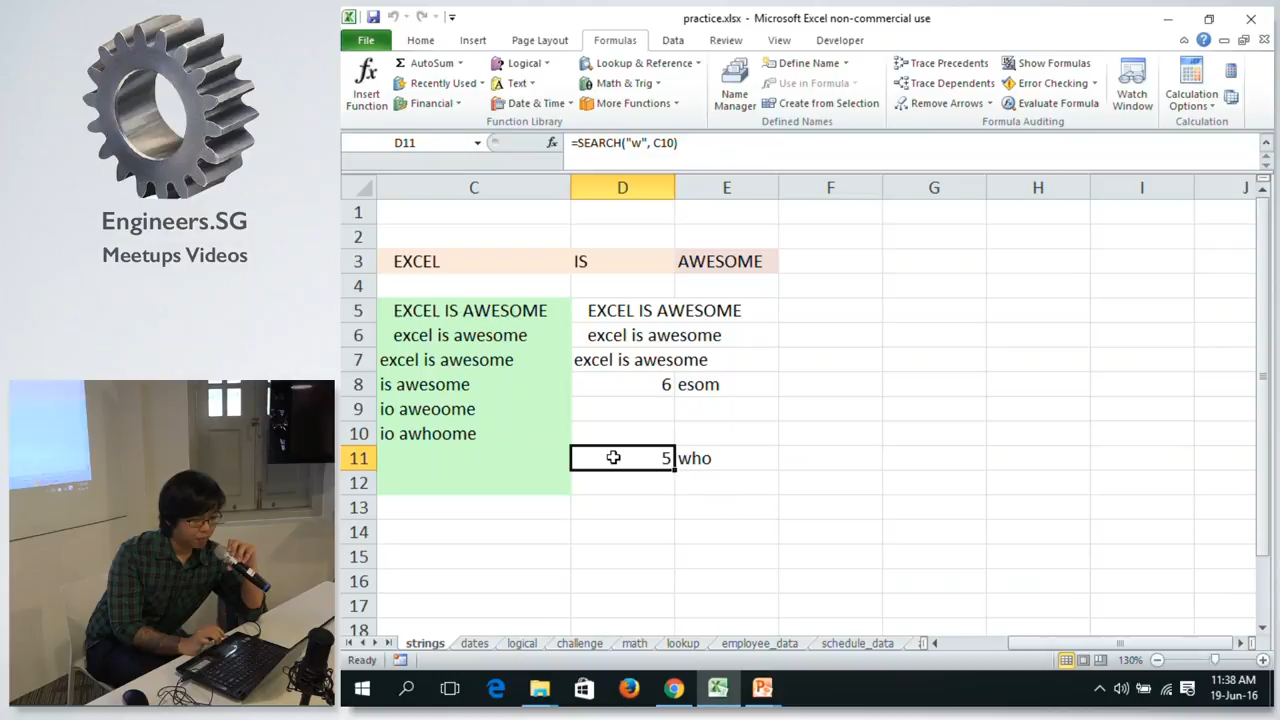 Engineers.SG
Meetups Videos
practice.xlsx - Microsoft Excel non-commercial use
File Home Insert Page Layout Formulas Data Review View Developer
fx Insert Function
Σ AutoSum
Recently Used
Financial
Logical
Text
Date & Time
Lookup & Reference
Math & Trig
More Functions
Function Library
Name Manager
Define Name
Use in Formula
Create from Selection
Defined Names
Trace Precedents
Trace Dependents
Remove Arrows
Show Formulas
Error Checking
Evaluate Formula
Formula Auditing
Watch Window
Calculation Options
Calculation
D11 fx =SEARCH("w", C10)
C D E F G H I J
1
2
3 EXCEL IS AWESOME
4
5 EXCEL IS AWESOME EXCEL IS AWESOME
6 excel is awesome excel is awesome
7 excel is awesome excel is awesome
8 is awesome 6 esom
9 io aweoome
10 io awhoome
11 5 who
12
13
14
15
16
17
18
strings dates logical challenge math lookup employee_data schedule_data
Ready 130%
11:38 AM
19-Jun-16